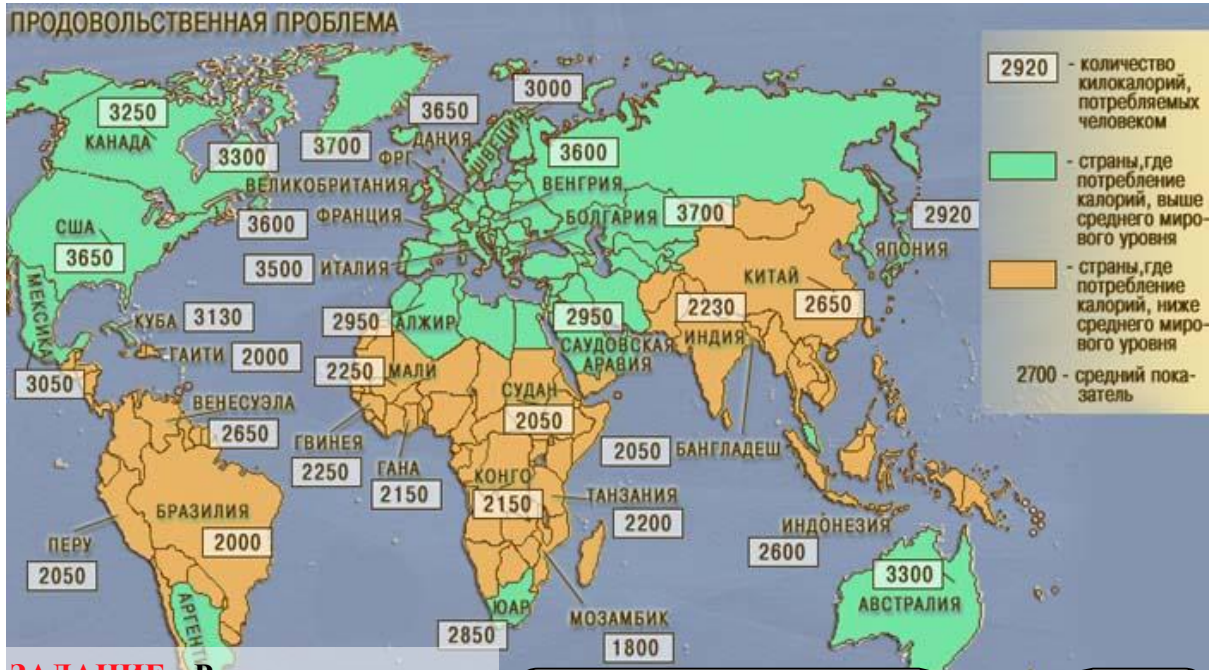 ПРОДОВОЛЬСТВЕННАЯ ПРОБЛЕМА
3250
КАНАДА
3300
3700
3650
ДАНИЯ
3000
ШВЕЦИЯ
ФРГ
3600
ВЕЛИКОБРИТАНИЯ
ВЕНГРИЯ
ФРАНЦИЯ
3600
БОЛГАРИЯ
3700
2920
ЯПОНИЯ
США
3650
3500
ИТАЛИЯ
КИТАЙ
2650
МЕКСИКА
3050
КУБА
3130
ГАИТИ
2000
2950
АЛЖИР
2950
САУДОВСКАЯ
АРАВИЯ
2230
ИНДИЯ
2250
МАЛИ
СУДАН
2050
ВЕНЕСУЭЛА
2650
ГВИНЕЯ
2250
ГАНА
2150
2050
БАНГЛАДЕШ
КОНГО
2150
ТАНЗАНИЯ
2200
БРАЗИЛИЯ
2000
ПЕРУ
2050
ИНДОНЕЗИЯ
2600
3300
АВСТРАЛИЯ
ЮАР
2850
МОЗАМБИК
1800
2920 - количество
килокалорий,
потребляемых
человеком
- страны,где
потребление
калорий, выше
среднего миро-
вого уровня
- страны,где
потребление
калорий, ниже
среднего миро-
вого уровня
2700 - средний пока-
затель